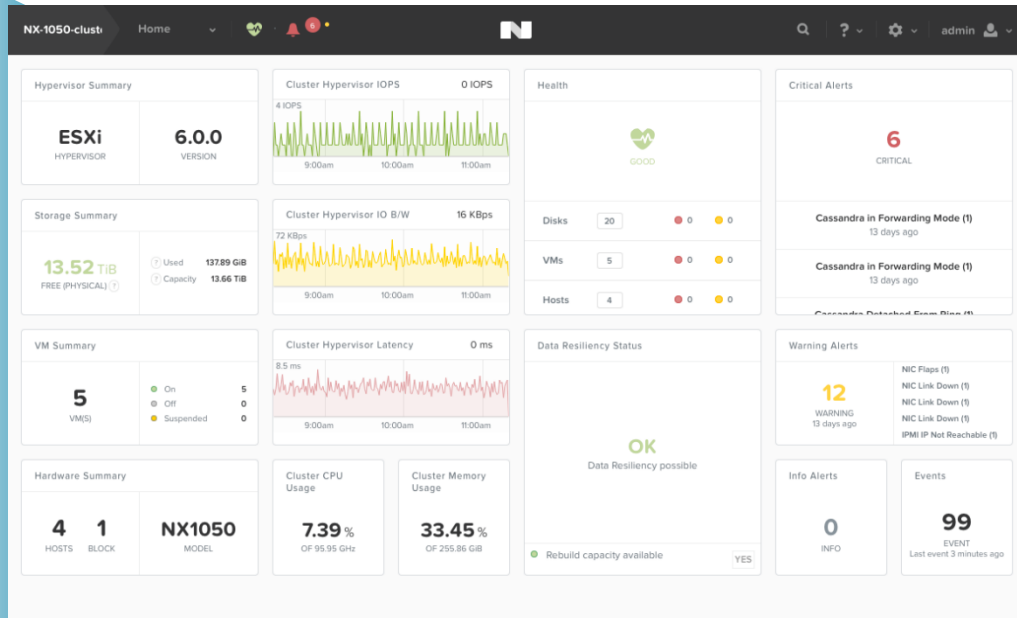 NX-1050-clust
Home
6
?
admin
Hypervisor Summary
ESXi
HYPERVISOR
6.0.0
VERSION
Cluster Hypervisor IOPS
0 IOPS
4 IOPS
9:00am 10:00am 11:00am
Health
GOOD
Disks 20 0 0
VMs 5 0 0
Hosts 4 0 0
Critical Alerts
6
CRITICAL
Cassandra in Forwarding Mode (1)
13 days ago
Cassandra in Forwarding Mode (1)
13 days ago
Cassandra Detached From Ring (1)
Storage Summary
13.52 TiB
FREE (PHYSICAL) ?
? Used 137.89 GiB
? Capacity 13.66 TiB
Cluster Hypervisor IO B/W
16 KBps
72 KBps
9:00am 10:00am 11:00am
VM Summary
5
VM(S)
On 5
Off 0
Suspended 0
Cluster Hypervisor Latency
0 ms
8.5 ms
9:00am 10:00am 11:00am
Data Resiliency Status
OK
Data Resiliency possible
Rebuild capacity available YES
Warning Alerts
12
WARNING
13 days ago
NIC Flaps (1)
NIC Link Down (1)
NIC Link Down (1)
NIC Link Down (1)
IPMI IP Not Reachable (1)
Hardware Summary
4
HOSTS
1
BLOCK
NX1050
MODEL
Cluster CPU
Usage
7.39 %
OF 95.95 GHz
Cluster Memory
Usage
33.45 %
OF 255.86 GiB
Info Alerts
0
INFO
Events
99
EVENT
Last event 3 minutes ago